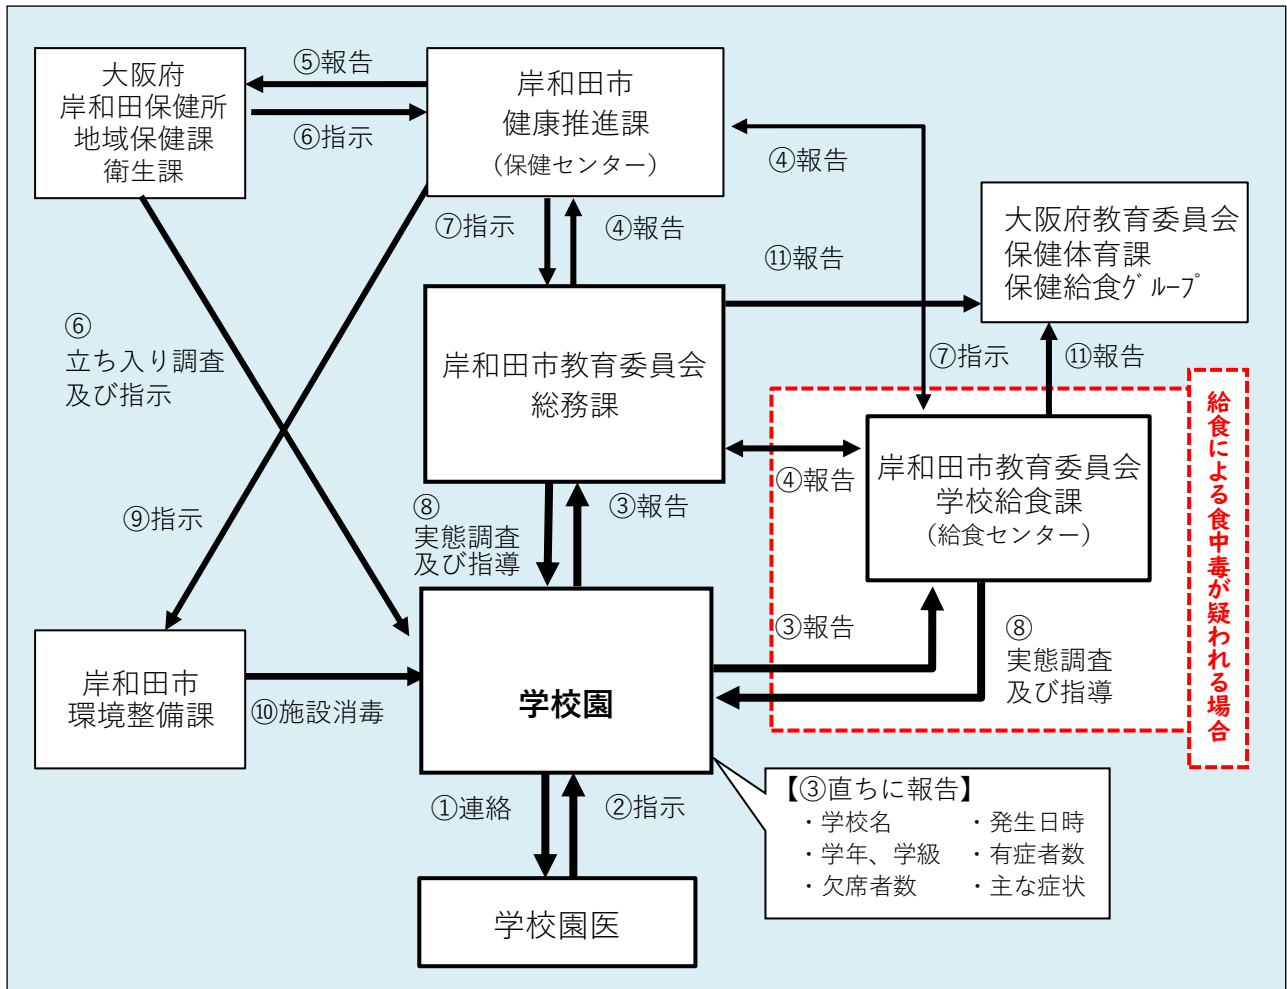 大阪府
岸和田保健所
地域保健課
衛生課
⑤報告
⑥指示
岸和田市
健康推進課
（保健センター）
④報告
大阪府教育委員会
保健体育課
保健給食ｸﾞﾙｰﾌﾟ
⑦指示
④報告
⑪報告
⑥
立ち入り調査
及び指示
岸和田市教育委員会
総務課
⑦指示
⑪報告
給食による食中毒が疑われる場合
④報告
岸和田市教育委員会
学校給食課
（給食センター）
⑨指示
⑧
実態調査
及び指導
③報告
③報告
⑧
実態調査
及び指導
岸和田市
環境整備課
⑩施設消毒
学校園
①連絡
②指示
【③直ちに報告】
・学校名　・発生日時
・学年、学級　・有症者数
・欠席者数　・主な症状
学校園医